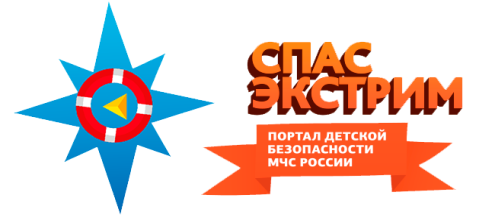 СПАС
ЭКСТРИМ
ПОРТАЛ ДЕТСКОЙ
БЕЗОПАСНОСТИ
МЧС РОССИИ